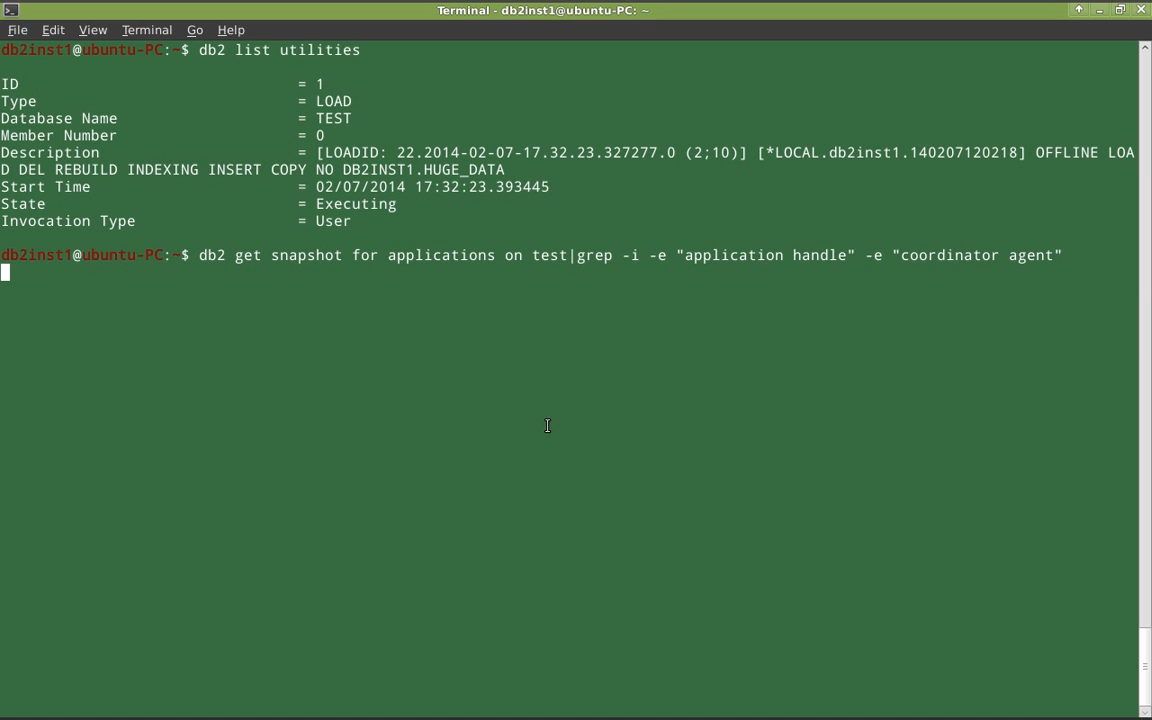 Terminal - db2inst1@ubuntu-PC: ~
File Edit View Terminal Go Help
db2inst1@ubuntu-PC:~$ db2 list utilities
ID = 1
Type = LOAD
Database Name = TEST
Member Number = 0
Description = [LOADID: 22.2014-02-07-17.32.23.327277.0 (2;10)] [*LOCAL.db2inst1.140207120218] OFFLINE LOA
D DEL REBUILD INDEXING INSERT COPY NO DB2INST1.HUGE_DATA
Start Time = 02/07/2014 17:32:23.393445
State = Executing
Invocation Type = User
db2inst1@ubuntu-PC:~$ db2 get snapshot for applications on test|grep -i -e "application handle" -e "coordinator agent"